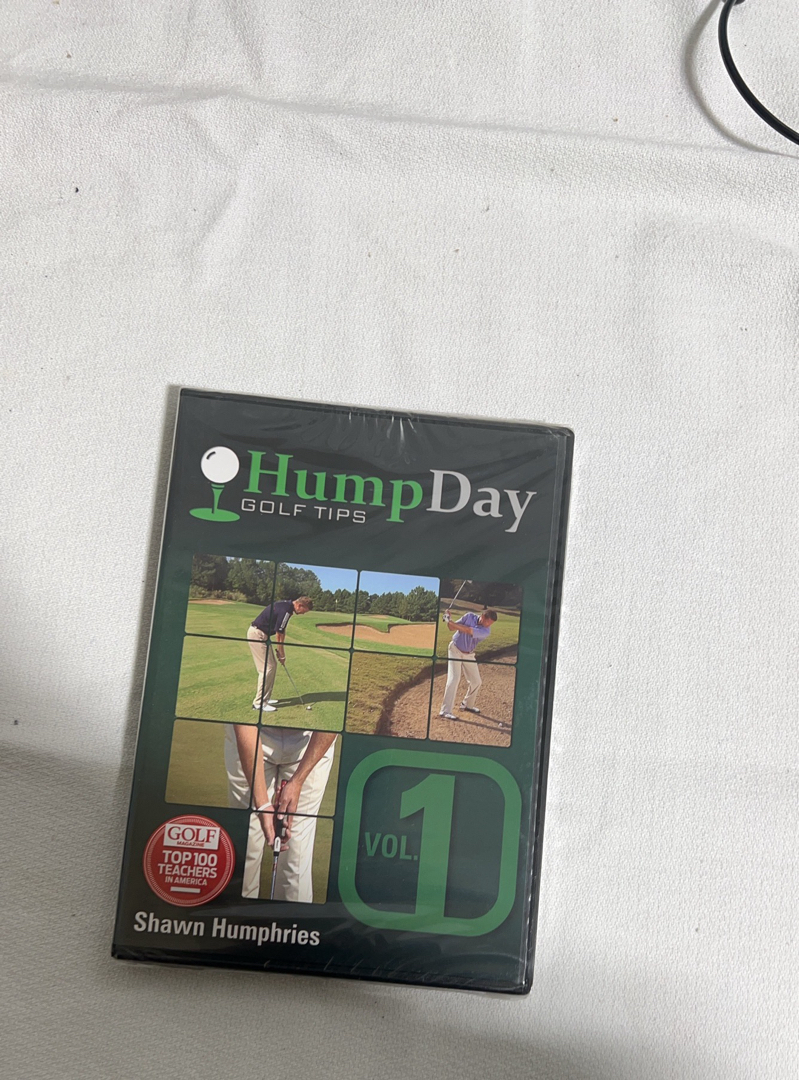 HumpDay
GOLF TIPS
VOL.1
GOLF
MAGAZINE
TOP 100
TEACHERS
IN AMERICA
Shawn Humphries